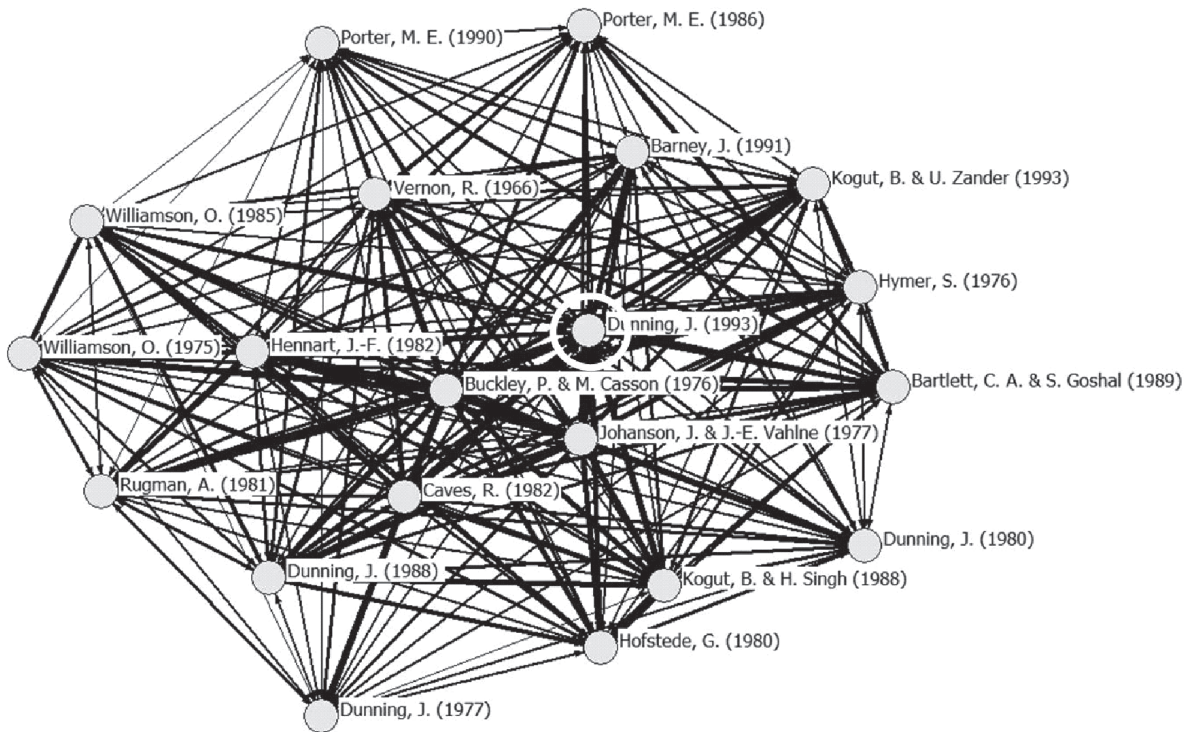 Porter, M. E. (1986)
Porter, M. E. (1990)
Barney, J. (1991)
Kogut, B. & U. Zander (1993)
Vernon, R. (1966)
Williamson, O. (1985)
Hymer, S. (1976)
Dunning, J. (1993)
Williamson, O. (1975)
Hennart, J.-F. (1982)
Buckley, P. & M. Casson (1976)
Bartlett, C. A. & S. Goshal (1989)
Johanson, J. & J.-E. Vahlne (1977)
Rugman, A. (1981)
Caves, R. (1982)
Dunning, J. (1980)
Dunning, J. (1988)
Kogut, B. & H. Singh (1988)
Hofstede, G. (1980)
Dunning, J. (1977)